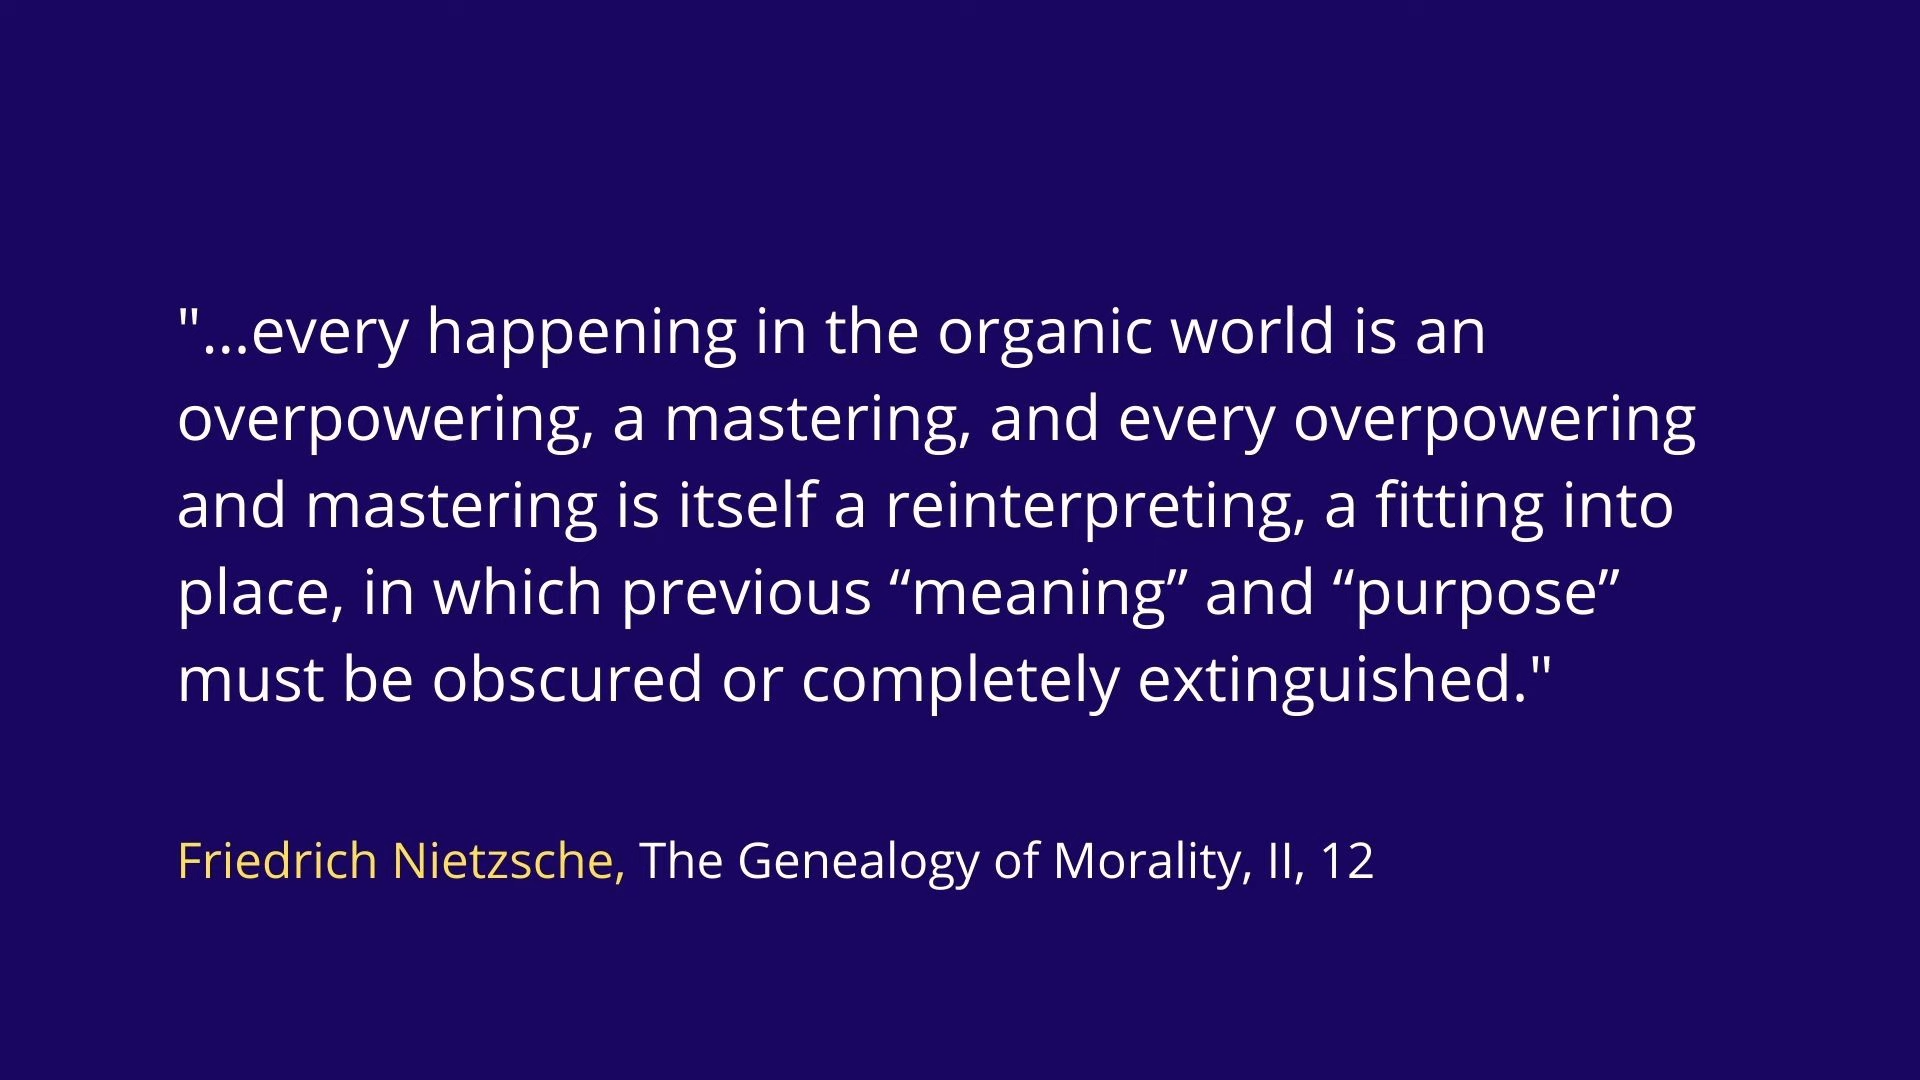 "...every happening in the organic world is an
overpowering, a mastering, and every overpowering
and mastering is itself a reinterpreting, a fitting into
place, in which previous “meaning” and “purpose”
must be obscured or completely extinguished."
Friedrich Nietzsche, The Genealogy of Morality, II, 12